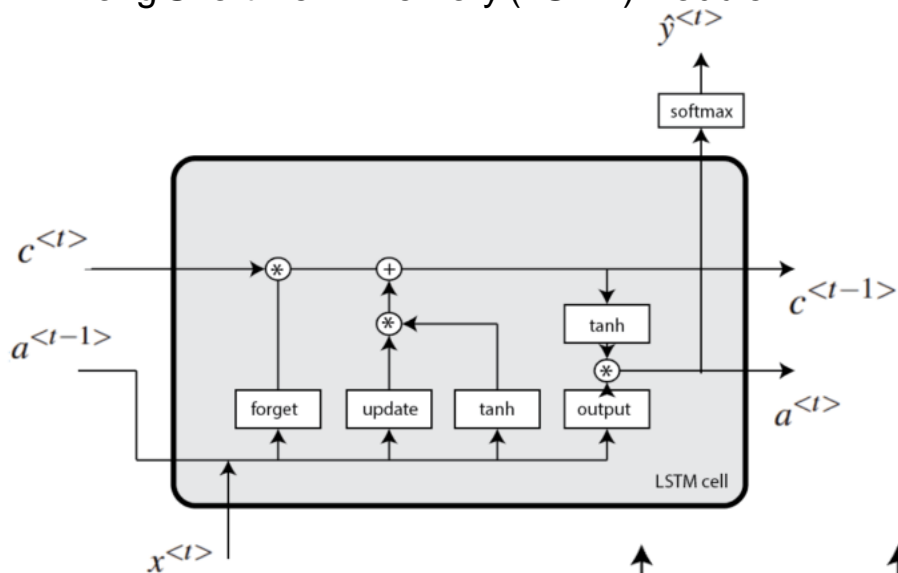 ŷ<t>
softmax
c<t>
c<t−1>
tanh
a<t−1>
a<t>
forget
update
tanh
output
LSTM cell
x<t>